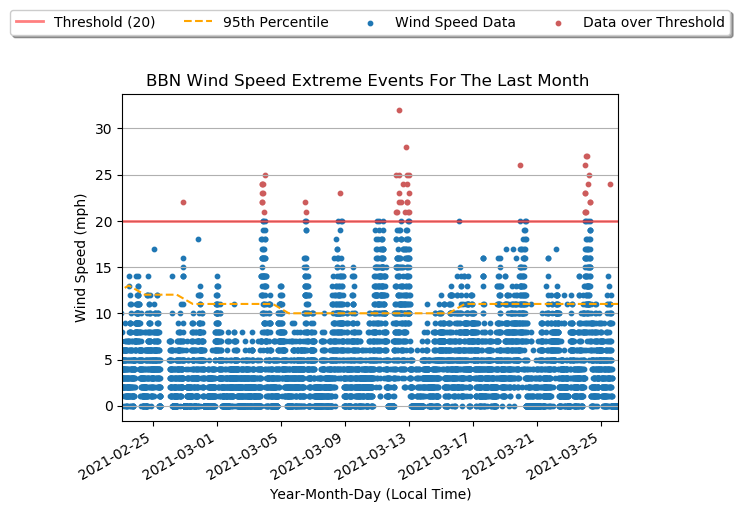 Threshold (20) 95th Percentile Wind Speed Data Data over Threshold
BBN Wind Speed Extreme Events For The Last Month
Wind Speed (mph)
30
25
20
15
10
5
0
2021-02-25 2021-03-01 2021-03-05 2021-03-09 2021-03-13 2021-03-17 2021-03-21 2021-03-25
Year-Month-Day (Local Time)